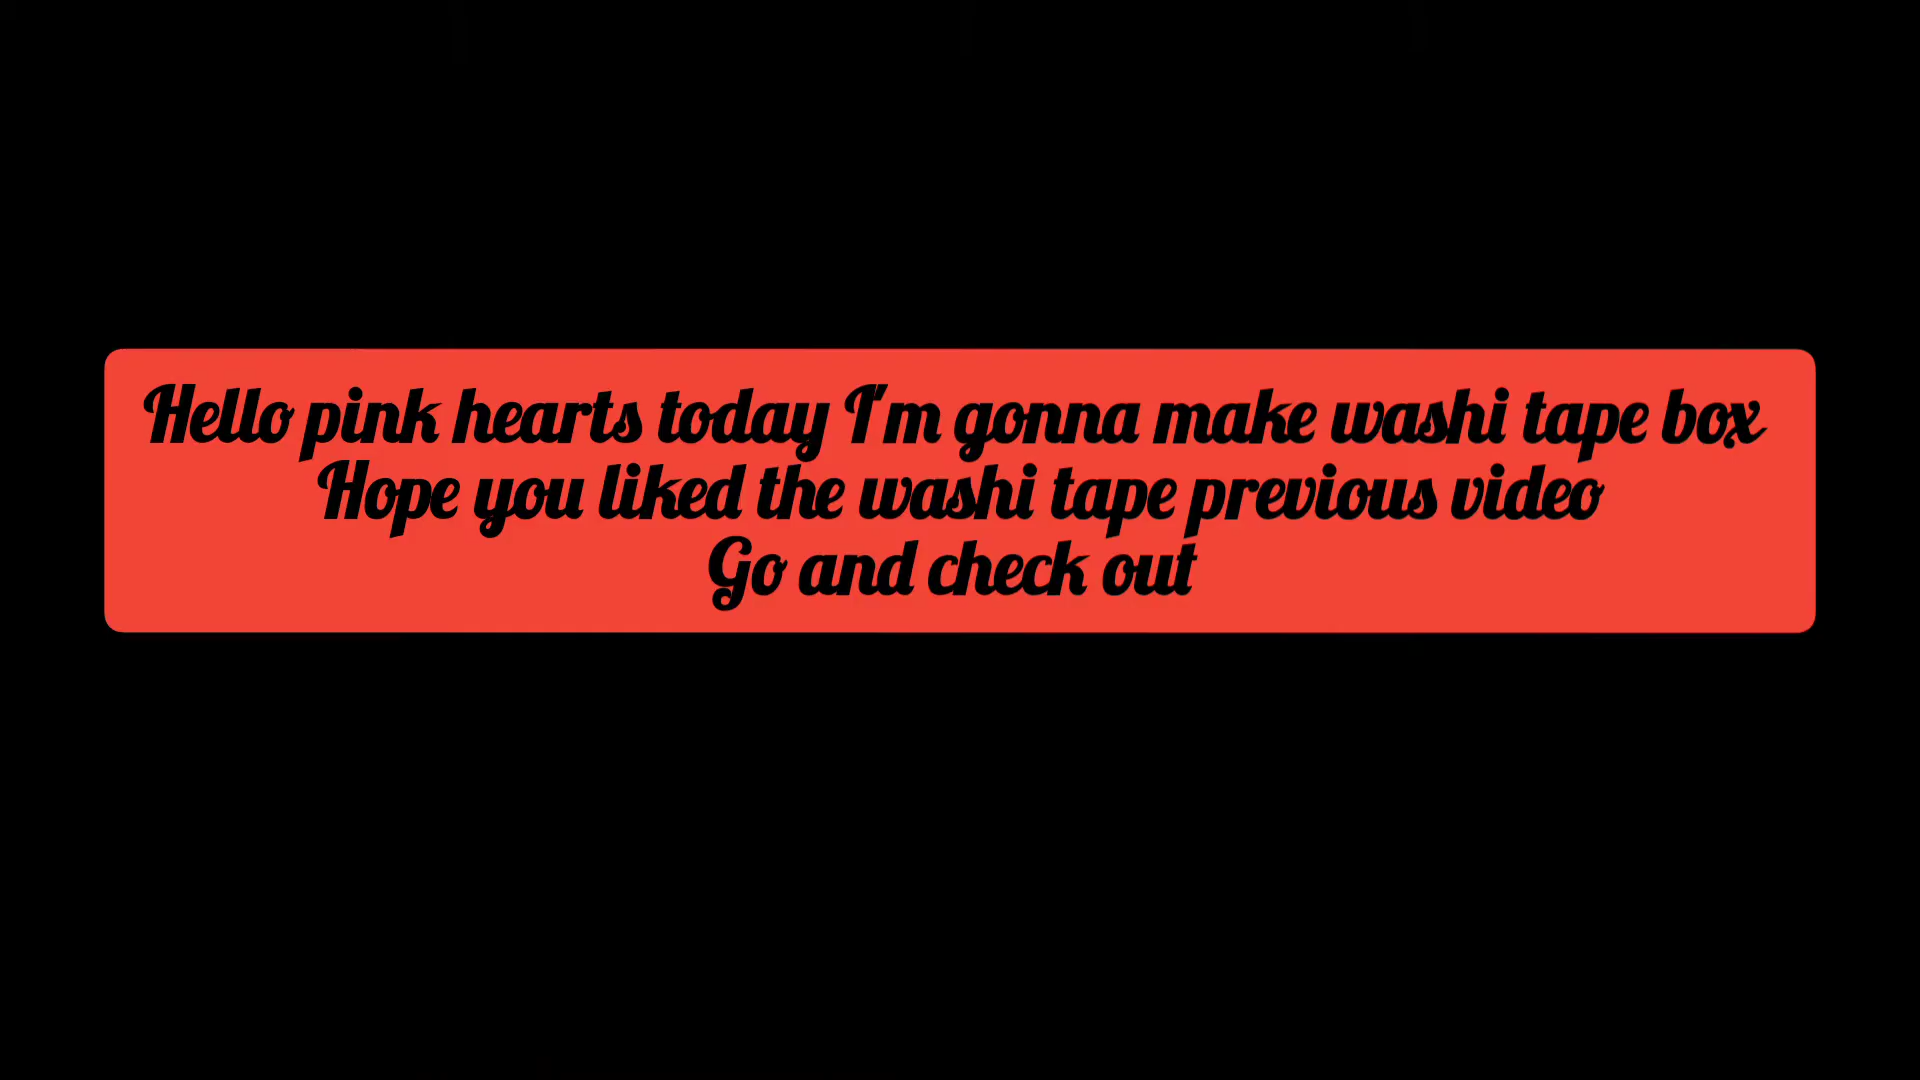 Hello pink hearts today I'm gonna make washi tape box
Hope you liked the washi tape previous video
Go and check out